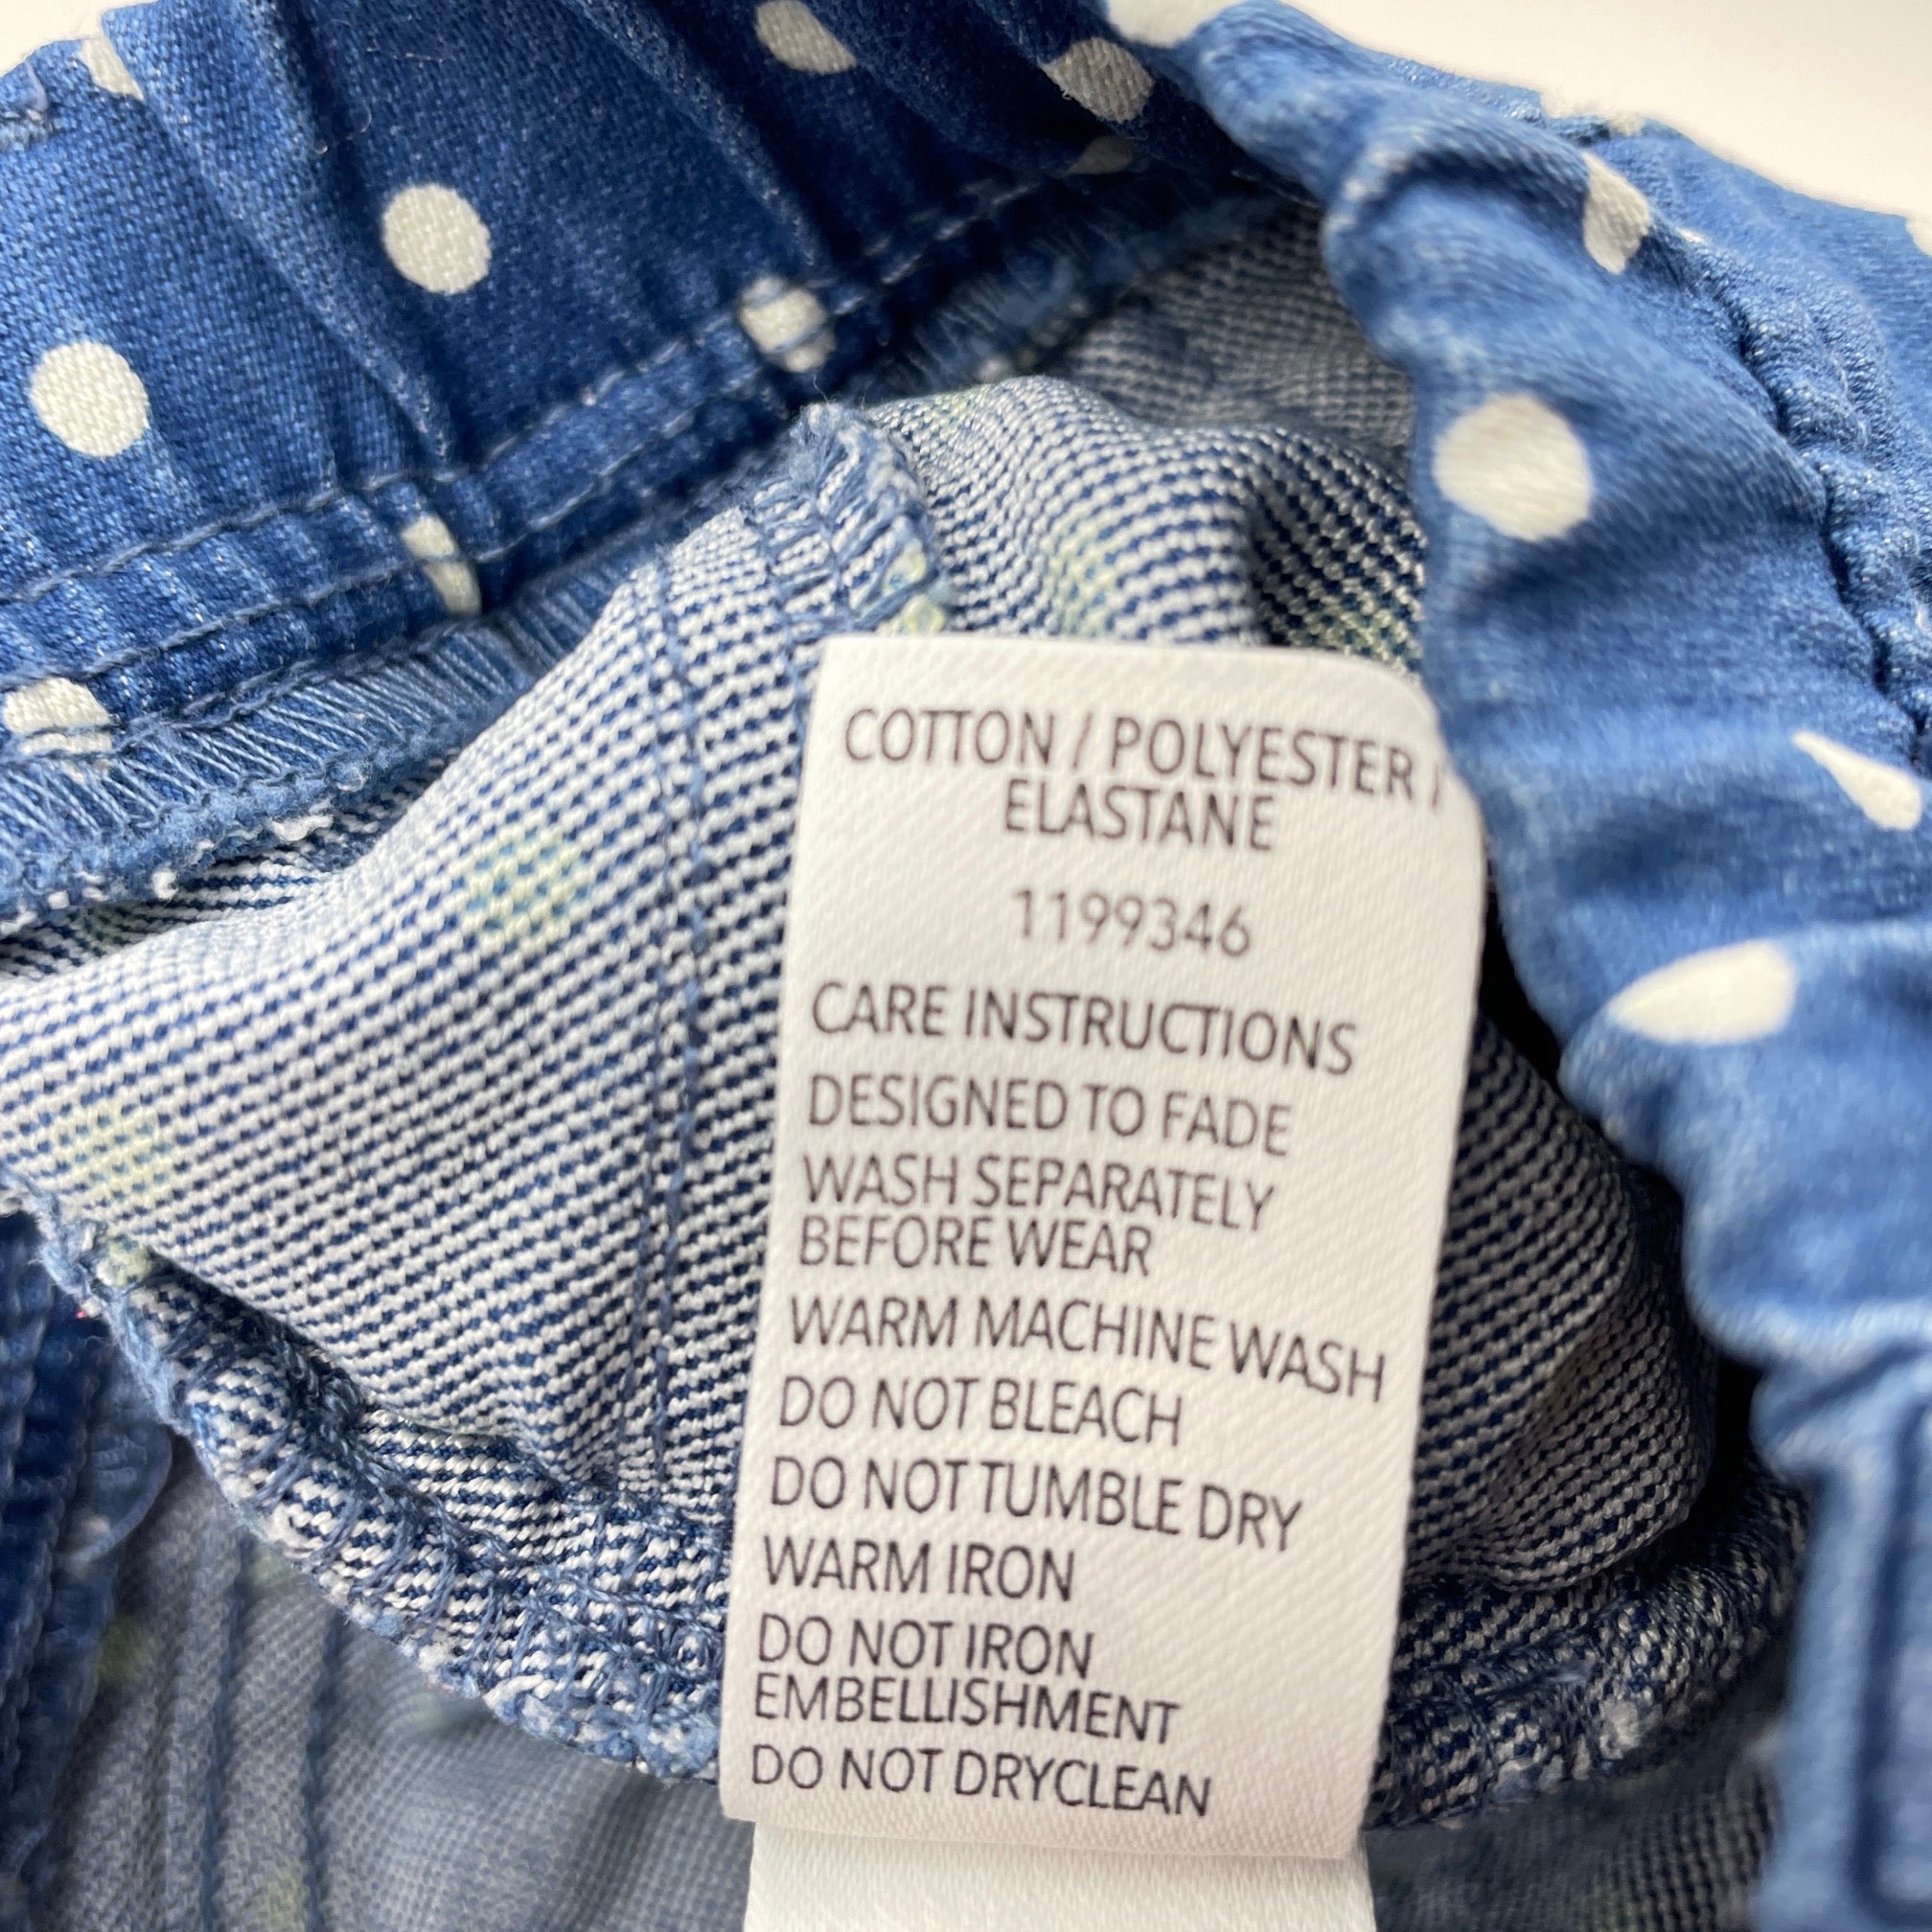 COTTON / POLYESTER /
ELASTANE
1199346
CARE INSTRUCTIONS
DESIGNED TO FADE
WASH SEPARATELY
BEFORE WEAR
WARM MACHINE WASH
DO NOT BLEACH
DO NOT TUMBLE DRY
WARM IRON
DO NOT IRON
EMBELLISHMENT
DO NOT DRYCLEAN